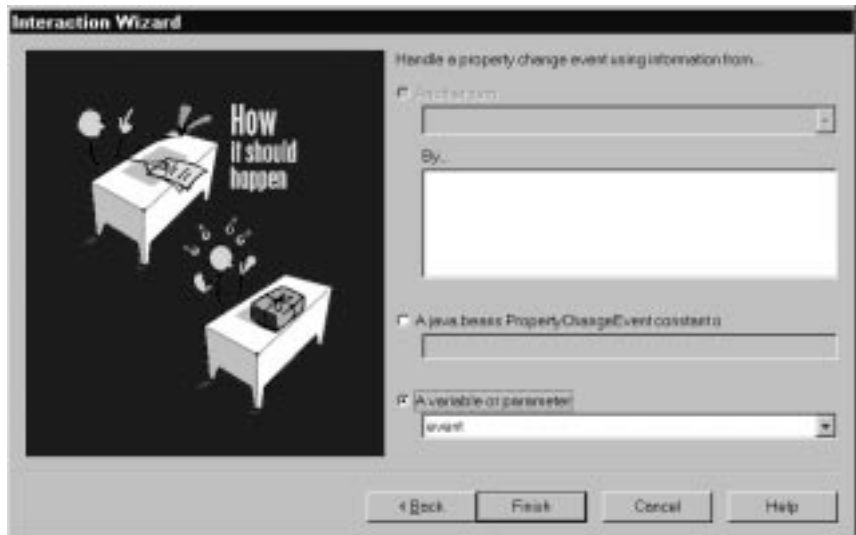 Interaction Wizard
How
it should
happen
Handle a property change event using information from...
By...
A java.beans.PropertyChangeEvent constant o
A variable or parameter
event
< Back
Finish
Cancel
Help